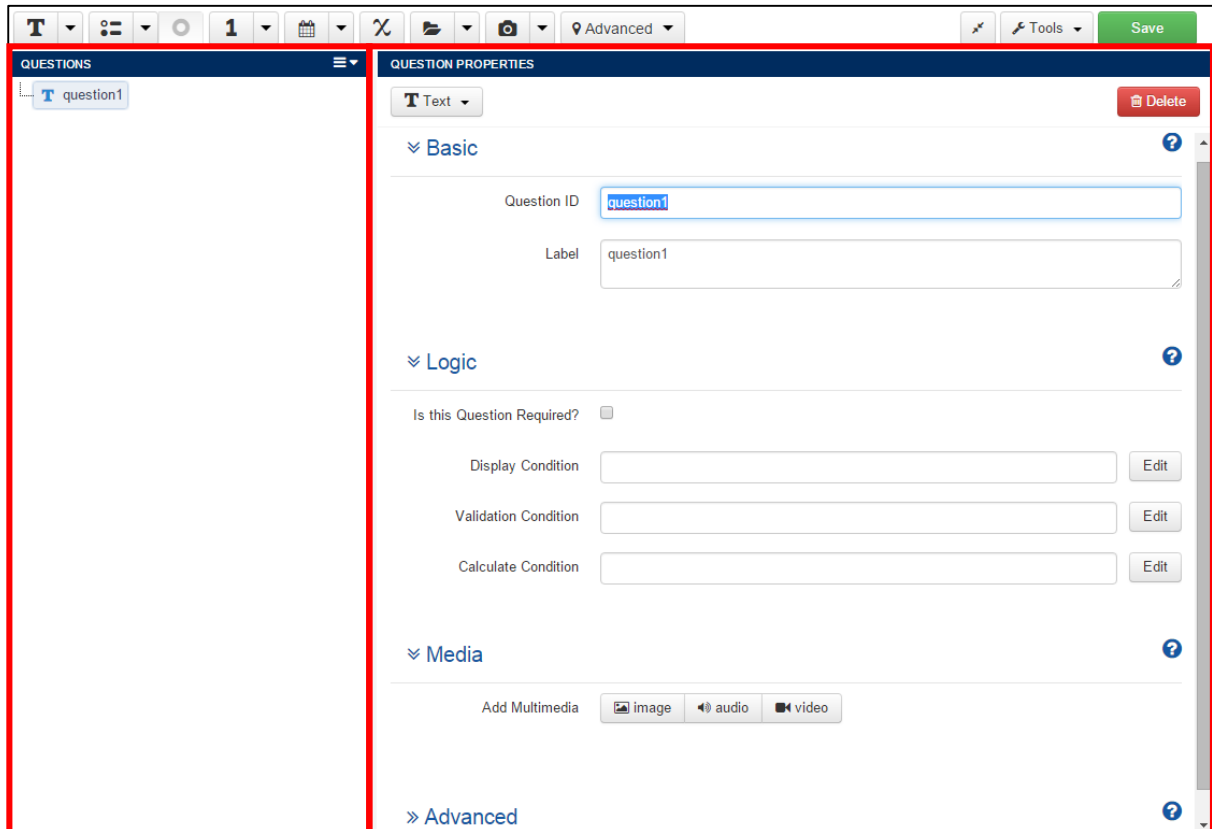 T 1 Advanced Tools Save
QUESTIONS
T question1
QUESTION PROPERTIES
T Text Delete
Basic
Question ID question1
Label question1
Logic
Is this Question Required?
Display Condition Edit
Validation Condition Edit
Calculate Condition Edit
Media
Add Multimedia image audio video
Advanced